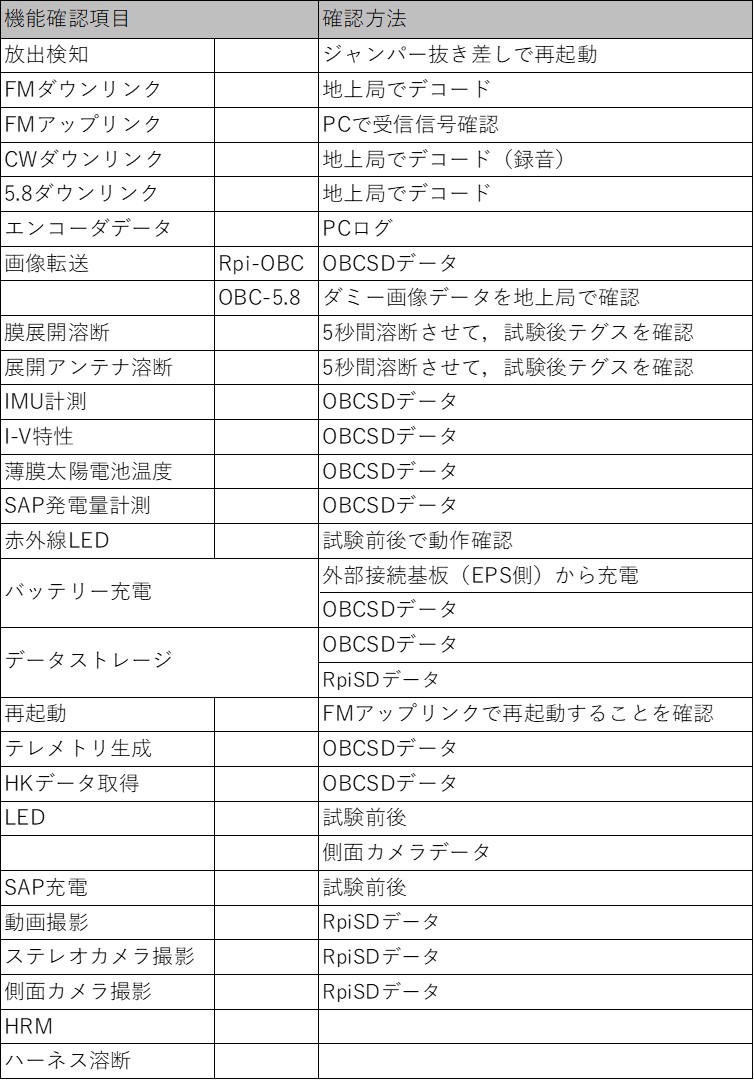 機能確認項目 確認方法
放出検知 ジャンパー抜き差しで再起動
FMダウンリンク 地上局でデコード
FMアップリンク PCで受信信号確認
CWダウンリンク 地上局でデコード（録音）
5.8ダウンリンク 地上局でデコード
エンコーダデータ PCログ
画像転送 Rpi-OBC OBCSDデータ
OBC-5.8 ダミー画像データを地上局で確認
膜展開溶断 5秒間溶断させて，試験後テグスを確認
展開アンテナ溶断 5秒間溶断させて，試験後テグスを確認
IMU計測 OBCSDデータ
I-V特性 OBCSDデータ
薄膜太陽電池温度 OBCSDデータ
SAP発電量計測 OBCSDデータ
赤外線LED 試験前後で動作確認
バッテリー充電 外部接続基板（EPS側）から充電
OBCSDデータ
データストレージ OBCSDデータ
RpiSDデータ
再起動 FMアップリンクで再起動することを確認
テレメトリ生成 OBCSDデータ
HKデータ取得 OBCSDデータ
LED 試験前後
側面カメラデータ
SAP充電 試験前後
動画撮影 RpiSDデータ
ステレオカメラ撮影 RpiSDデータ
側面カメラ撮影 RpiSDデータ
HRM
ハーネス溶断